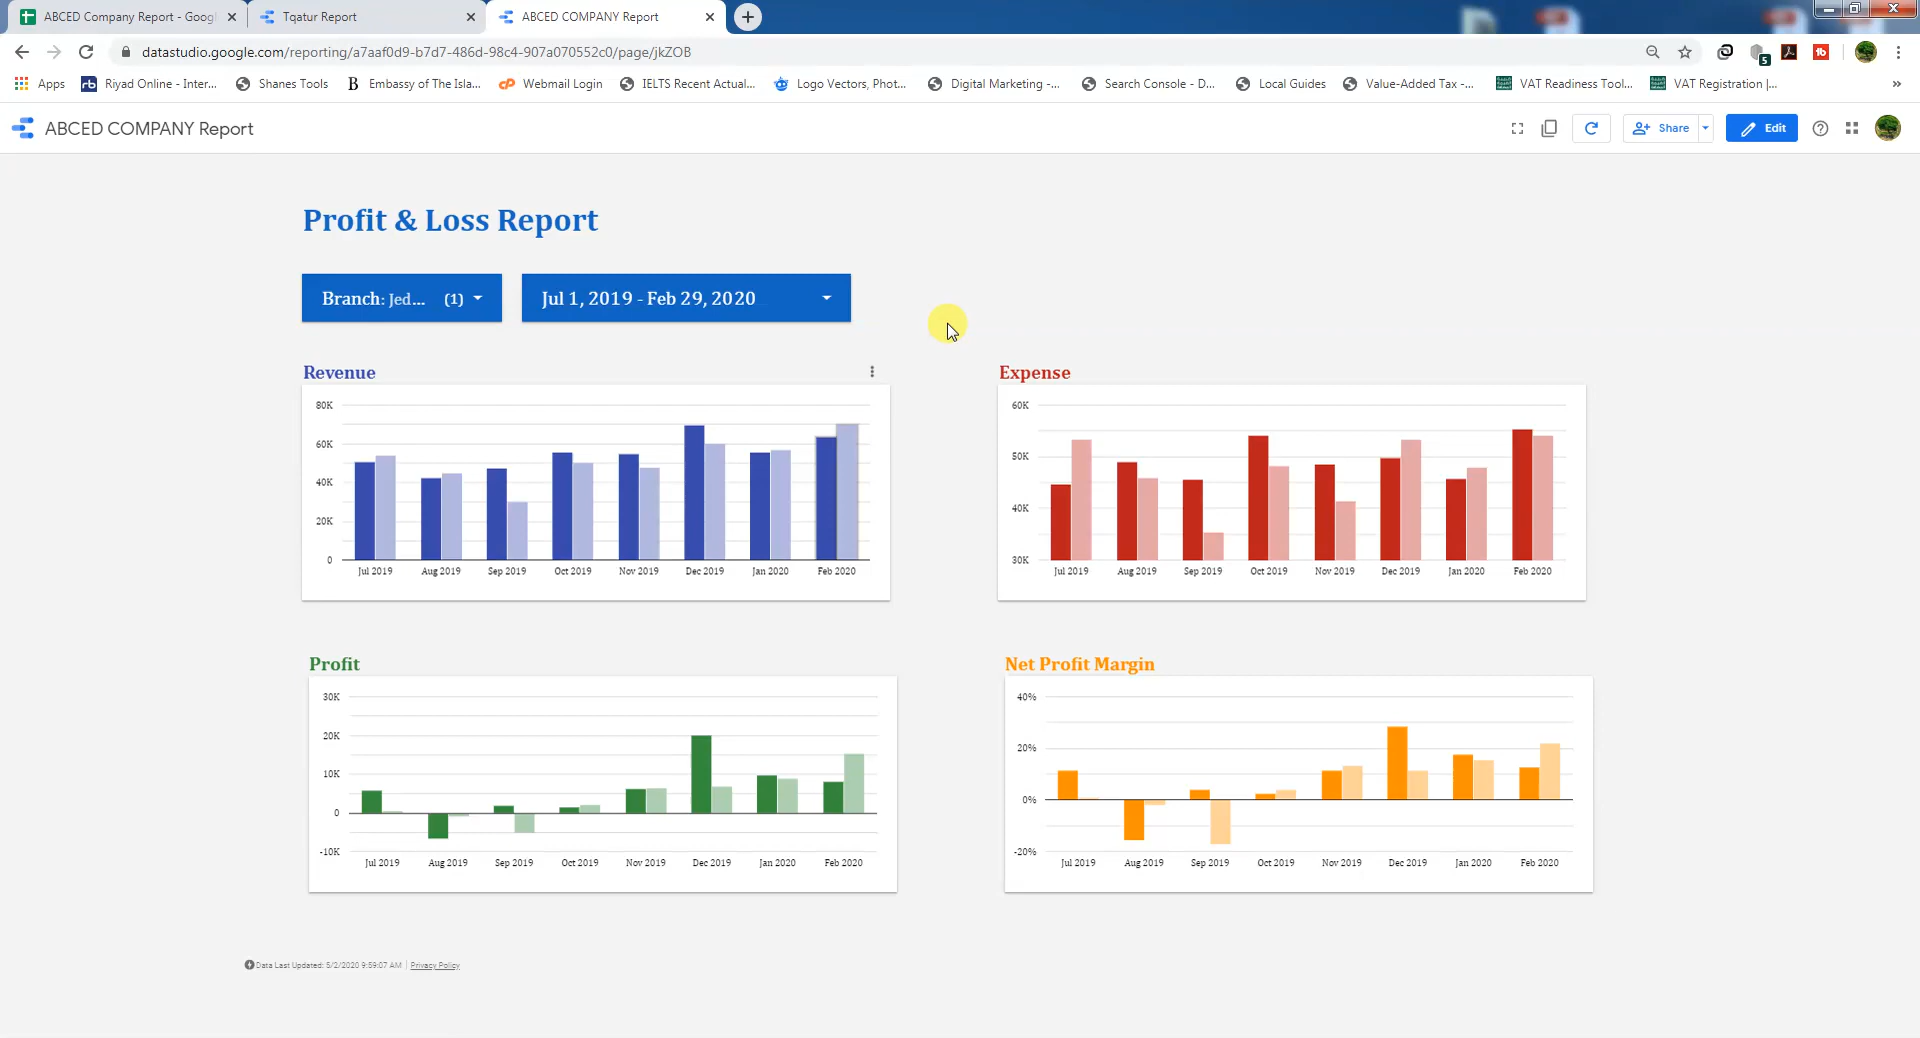 ABCED Company Report - Goog
Tqatur Report
ABCED COMPANY Report
datastudio.google.com/reporting/a7aaf0d9-b7d7-486d-98c4-907a070552c0/page/jkZOB
5
Apps
rb Riyad Online - Inter...
Shanes Tools
B Embassy of The Isla...
cP Webmail Login
IELTS Recent Actual...
Logo Vectors, Phot...
Digital Marketing -...
Search Console - D...
Local Guides
Value-Added Tax -...
VAT Readiness Tool...
VAT Registration |...
»
ABCED COMPANY Report
Share
Edit
Profit & Loss Report
Branch: Jed... (1)
Jul 1, 2019 - Feb 29, 2020
Revenue
80K
60K
40K
20K
0
Jul 2019 Aug 2019 Sep 2019 Oct 2019 Nov 2019 Dec 2019 Jan 2020 Feb 2020
Expense
60K
50K
40K
30K
Jul 2019 Aug 2019 Sep 2019 Oct 2019 Nov 2019 Dec 2019 Jan 2020 Feb 2020
Profit
30K
20K
10K
0
-10K
Jul 2019 Aug 2019 Sep 2019 Oct 2019 Nov 2019 Dec 2019 Jan 2020 Feb 2020
Net Profit Margin
40%
20%
0%
-20%
Jul 2019 Aug 2019 Sep 2019 Oct 2019 Nov 2019 Dec 2019 Jan 2020 Feb 2020
Data Last Updated: 5/2/2020 9:59:07 AM | Privacy Policy